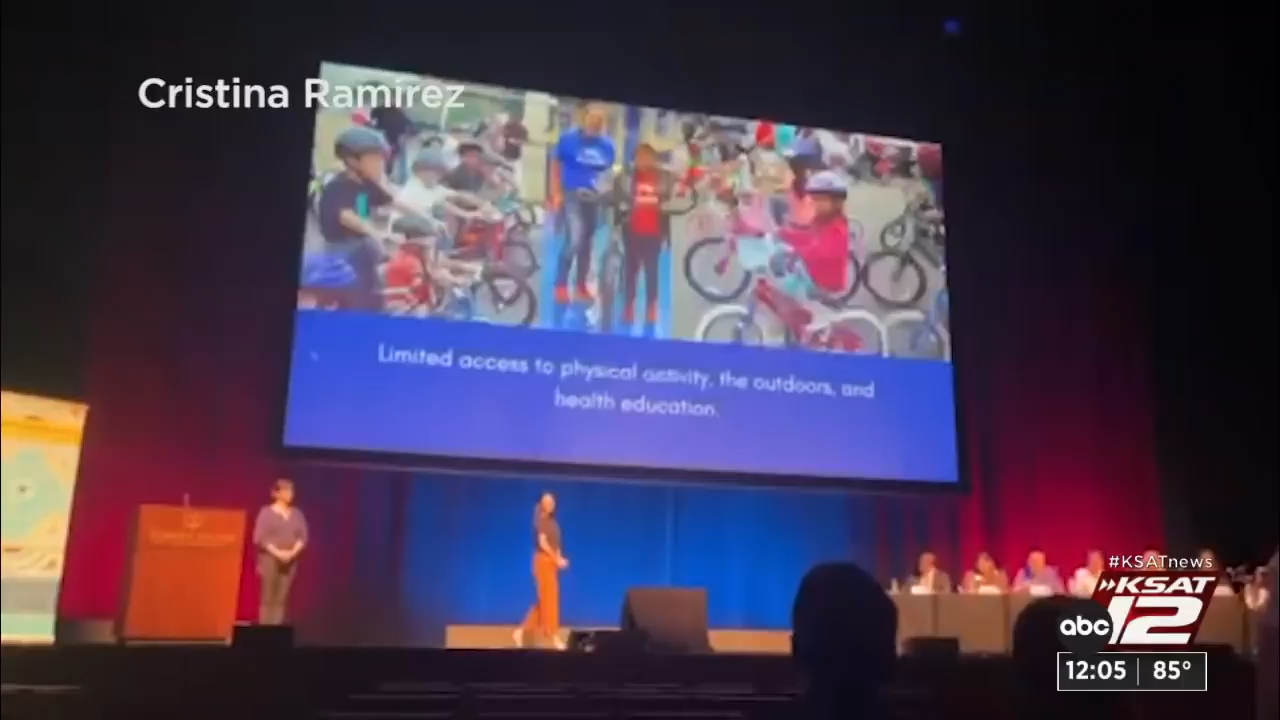 Cristina Ramirez
Limited access to physical activity, the outdoors, and
health education.
#KSATnews
KSAT
abc 12
12:05 85°